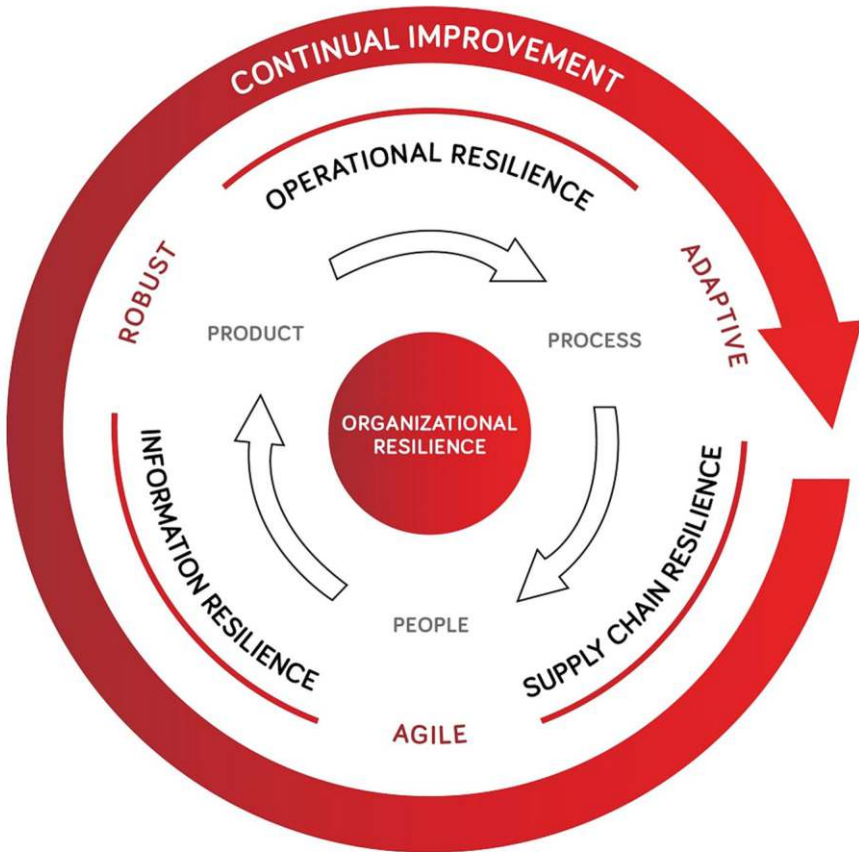 CONTINUAL IMPROVEMENT
OPERATIONAL RESILIENCE
ROBUST
ADAPTIVE
PRODUCT
PROCESS
ORGANIZATIONAL
RESILIENCE
INFORMATION RESILIENCE
SUPPLY CHAIN RESILIENCE
PEOPLE
AGILE